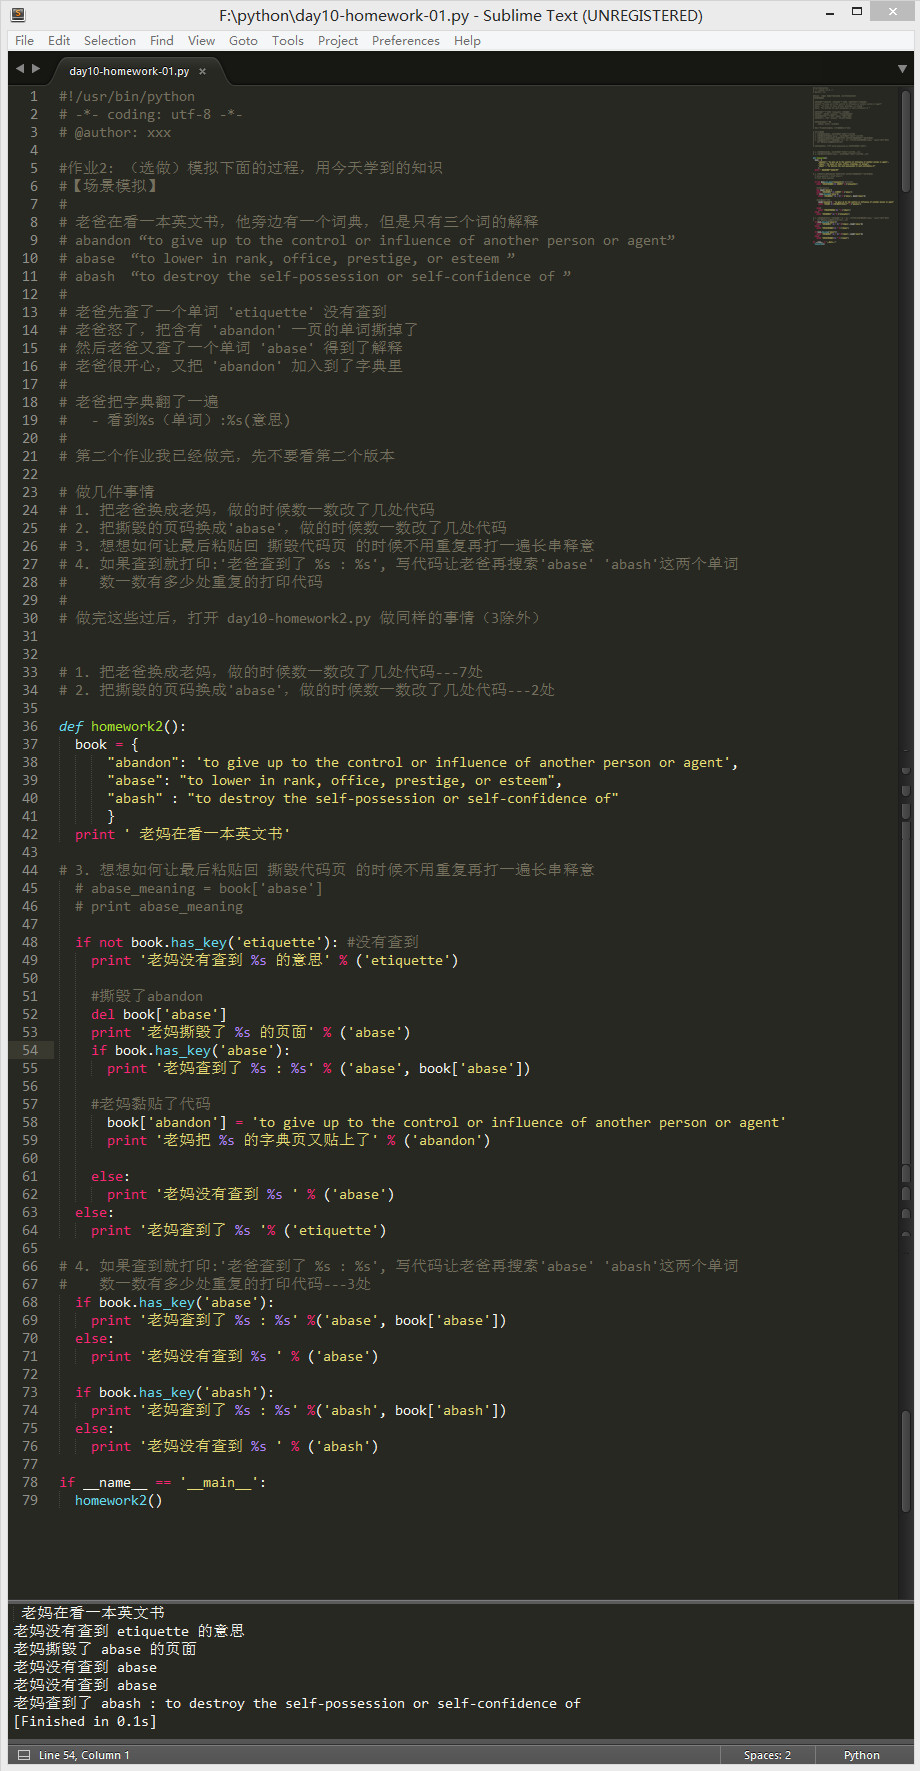 F:\python\day10-homework-01.py - Sublime Text (UNREGISTERED)
File Edit Selection Find View Goto Tools Project Preferences Help
day10-homework-01.py ×
1 #!/usr/bin/python
2 # -*- coding: utf-8 -*-
3 # @author: xxx
4
5 #作业2: （选做）模拟下面的过程，用今天学到的知识
6 #【场景模拟】
7 #
8 # 老爸在看一本英文书，他旁边有一个词典，但是只有三个词的解释
9 # abandon “to give up to the control or influence of another person or agent”
10 # abase “to lower in rank, office, prestige, or esteem ”
11 # abash “to destroy the self-possession or self-confidence of ”
12 #
13 # 老爸先查了一个单词 'etiquette' 没有查到
14 # 老爸怒了，把含有 'abandon' 一页的单词撕掉了
15 # 然后老爸又查了一个单词 'abase' 得到了解释
16 # 老爸很开心，又把 'abandon' 加入到了字典里
17 #
18 # 老爸把字典翻了一遍
19 #   - 看到%s（单词）:%s(意思)
20 #
21 # 第二个作业我已经做完，先不要看第二个版本
22
23 # 做几件事情
24 # 1. 把老爸换成老妈，做的时候数一数改了几处代码
25 # 2. 把撕毁的页码换成'abase'，做的时候数一数改了几处代码
26 # 3. 想想如何让最后粘贴回 撕毁代码页 的时候不用重复再打一遍长串释意
27 # 4. 如果查到就打印:'老爸查到了 %s : %s', 写代码让老爸再搜索'abase' 'abash'这两个单词
28 #    数一数有多少处重复的打印代码
29 #
30 # 做完这些过后，打开 day10-homework2.py 做同样的事情（3除外）
31
32
33 # 1. 把老爸换成老妈，做的时候数一数改了几处代码---7处
34 # 2. 把撕毁的页码换成'abase'，做的时候数一数改了几处代码---2处
35
36 def homework2():
37   book = {
38       "abandon": 'to give up to the control or influence of another person or agent',
39       "abase": "to lower in rank, office, prestige, or esteem",
40       "abash" : "to destroy the self-possession or self-confidence of"
41       }
42   print ' 老妈在看一本英文书'
43
44 # 3. 想想如何让最后粘贴回 撕毁代码页 的时候不用重复再打一遍长串释意
45   # abase_meaning = book['abase']
46   # print abase_meaning
47
48   if not book.has_key('etiquette'): #没有查到
49     print '老妈没有查到 %s 的意思' % ('etiquette')
50
51     #撕毁了abandon
52     del book['abase']
53     print '老妈撕毁了 %s 的页面' % ('abase')
54     if book.has_key('abase'):
55       print '老妈查到了 %s : %s' % ('abase', book['abase'])
56
57     #老妈黏贴了代码
58       book['abandon'] = 'to give up to the control or influence of another person or agent'
59       print '老妈把 %s 的字典页又贴上了' % ('abandon')
60
61     else:
62       print '老妈没有查到 %s ' % ('abase')
63   else:
64     print '老妈查到了 %s '% ('etiquette')
65
66 # 4. 如果查到就打印:'老爸查到了 %s : %s', 写代码让老爸再搜索'abase' 'abash'这两个单词
67 #    数一数有多少处重复的打印代码---3处
68   if book.has_key('abase'):
69     print '老妈查到了 %s : %s' %('abase', book['abase'])
70   else:
71     print '老妈没有查到 %s ' % ('abase')
72
73   if book.has_key('abash'):
74     print '老妈查到了 %s : %s' %('abash', book['abash'])
75   else:
76     print '老妈没有查到 %s ' % ('abash')
77
78 if __name__ == '__main__':
79   homework2()
老妈在看一本英文书
老妈没有查到 etiquette 的意思
老妈撕毁了 abase 的页面
老妈没有查到 abase
老妈没有查到 abase
老妈查到了 abash : to destroy the self-possession or self-confidence of
[Finished in 0.1s]
Line 54, Column 1 Spaces: 2 Python